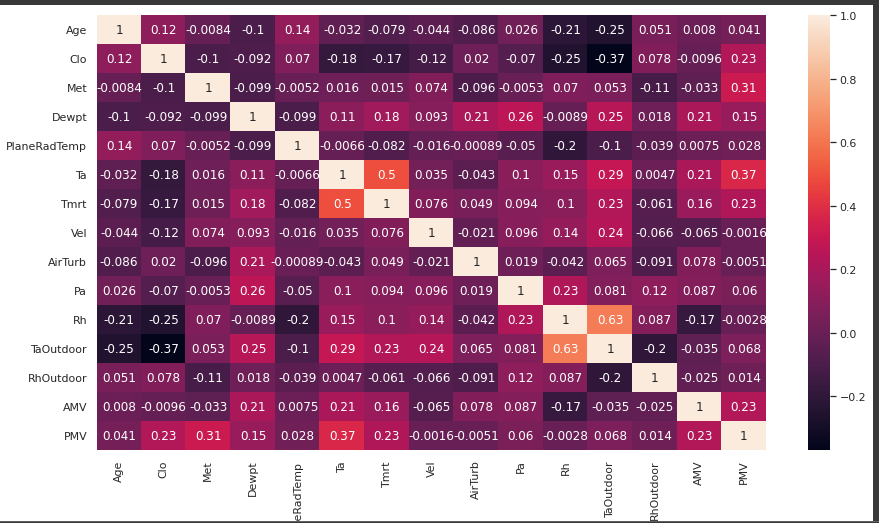 Age 1 0.12 -0.0084 -0.1 0.14 -0.032 -0.079 -0.044 -0.086 0.026 -0.21 -0.25 0.051 0.008 0.041
Clo 0.12 1 -0.1 -0.092 0.07 -0.18 -0.17 -0.12 0.02 -0.07 -0.25 -0.37 0.078 -0.0096 0.23
Met -0.0084 -0.1 1 -0.099 -0.0052 0.016 0.015 0.074 -0.096 -0.0053 0.07 0.053 -0.11 -0.033 0.31
Dewpt -0.1 -0.092 -0.099 1 -0.099 0.11 0.18 0.093 0.21 0.26 -0.0089 0.25 0.018 0.21 0.15
PlaneRadTemp 0.14 0.07 -0.0052 -0.099 1 -0.0066 -0.082 -0.016 -0.00089 -0.05 -0.2 -0.1 -0.039 0.0075 0.028
Ta -0.032 -0.18 0.016 0.11 -0.0066 1 0.5 0.035 -0.043 0.1 0.15 0.29 0.0047 0.21 0.37
Tmrt -0.079 -0.17 0.015 0.18 -0.082 0.5 1 0.076 0.049 0.094 0.1 0.23 -0.061 0.16 0.23
Vel -0.044 -0.12 0.074 0.093 -0.016 0.035 0.076 1 -0.021 0.096 0.14 0.24 -0.066 -0.065 -0.0016
AirTurb -0.086 0.02 -0.096 0.21 -0.00089 -0.043 0.049 -0.021 1 0.019 -0.042 0.065 -0.091 0.078 -0.0051
Pa 0.026 -0.07 -0.0053 0.26 -0.05 0.1 0.094 0.096 0.019 1 0.23 0.081 0.12 0.087 0.06
Rh -0.21 -0.25 0.07 -0.0089 -0.2 0.15 0.1 0.14 -0.042 0.23 1 0.63 0.087 -0.17 -0.0028
TaOutdoor -0.25 -0.37 0.053 0.25 -0.1 0.29 0.23 0.24 0.065 0.081 0.63 1 -0.2 -0.035 0.068
RhOutdoor 0.051 0.078 -0.11 0.018 -0.039 0.0047 -0.061 -0.066 -0.091 0.12 0.087 -0.2 1 -0.025 0.014
AMV 0.008 -0.0096 -0.033 0.21 0.0075 0.21 0.16 -0.065 0.078 0.087 -0.17 -0.035 -0.025 1 0.23
PMV 0.041 0.23 0.31 0.15 0.028 0.37 0.23 -0.0016 -0.0051 0.06 -0.0028 0.068 0.014 0.23 1
Age Clo Met Dewpt eRadTemp Ta Tmrt Vel AirTurb Pa Rh TaOutdoor RhOutdoor AMV PMV
1.0
0.8
0.6
0.4
0.2
0.0
−0.2